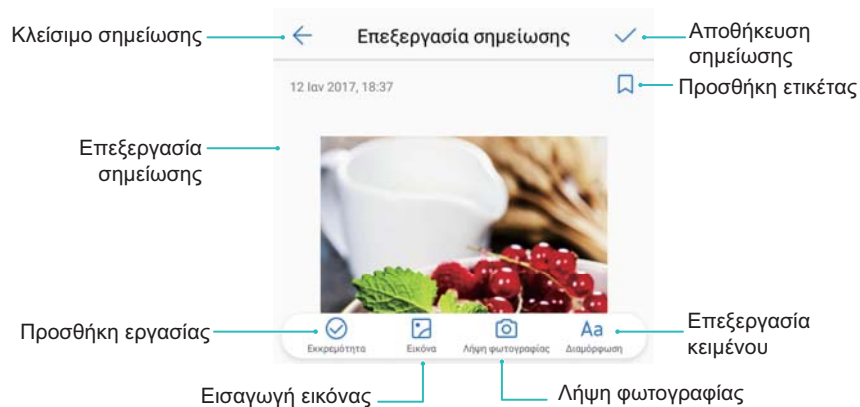 Κλείσιμο σημείωσης
Επεξεργασία σημείωσης
Αποθήκευση
σημείωσης
12 Ιαν 2017, 18:37
Προσθήκη ετικέτας
Επεξεργασία
σημείωσης
Προσθήκη εργασίας
Εκκρεμότητα
Εικόνα
Λήψη φωτογραφίας
Aa
Διαμόρφωση
Επεξεργασία
κειμένου
Εισαγωγή εικόνας
Λήψη φωτογραφίας